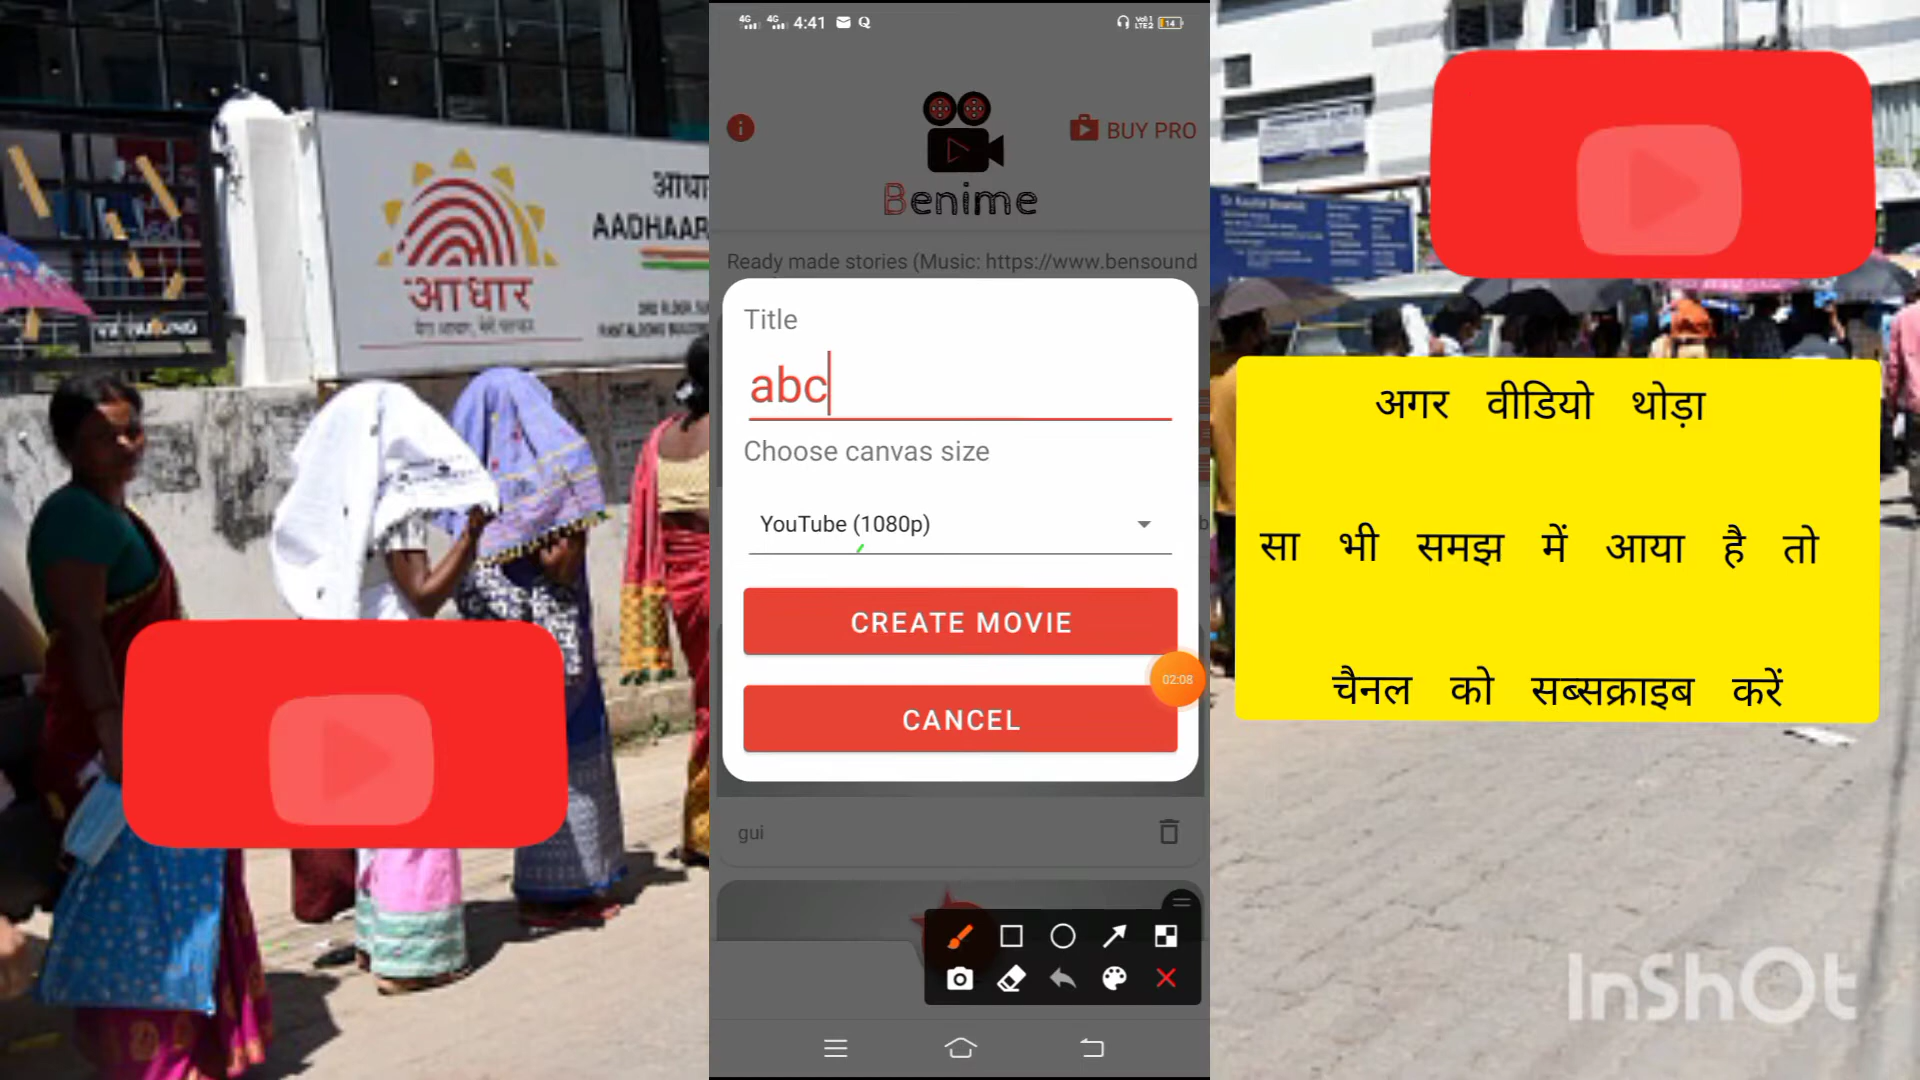 4:41
14
BUY PRO
Benime
Ready made stories (Music: https://www.bensound
Title
abc
Choose canvas size
YouTube (1080p)
CREATE MOVIE
02:08
CANCEL
gui
आधार
AADHAAR
अगर वीडियो थोड़ा
सा भी समझ में आया है तो
चैनल को सब्सक्राइब करें
InShOt